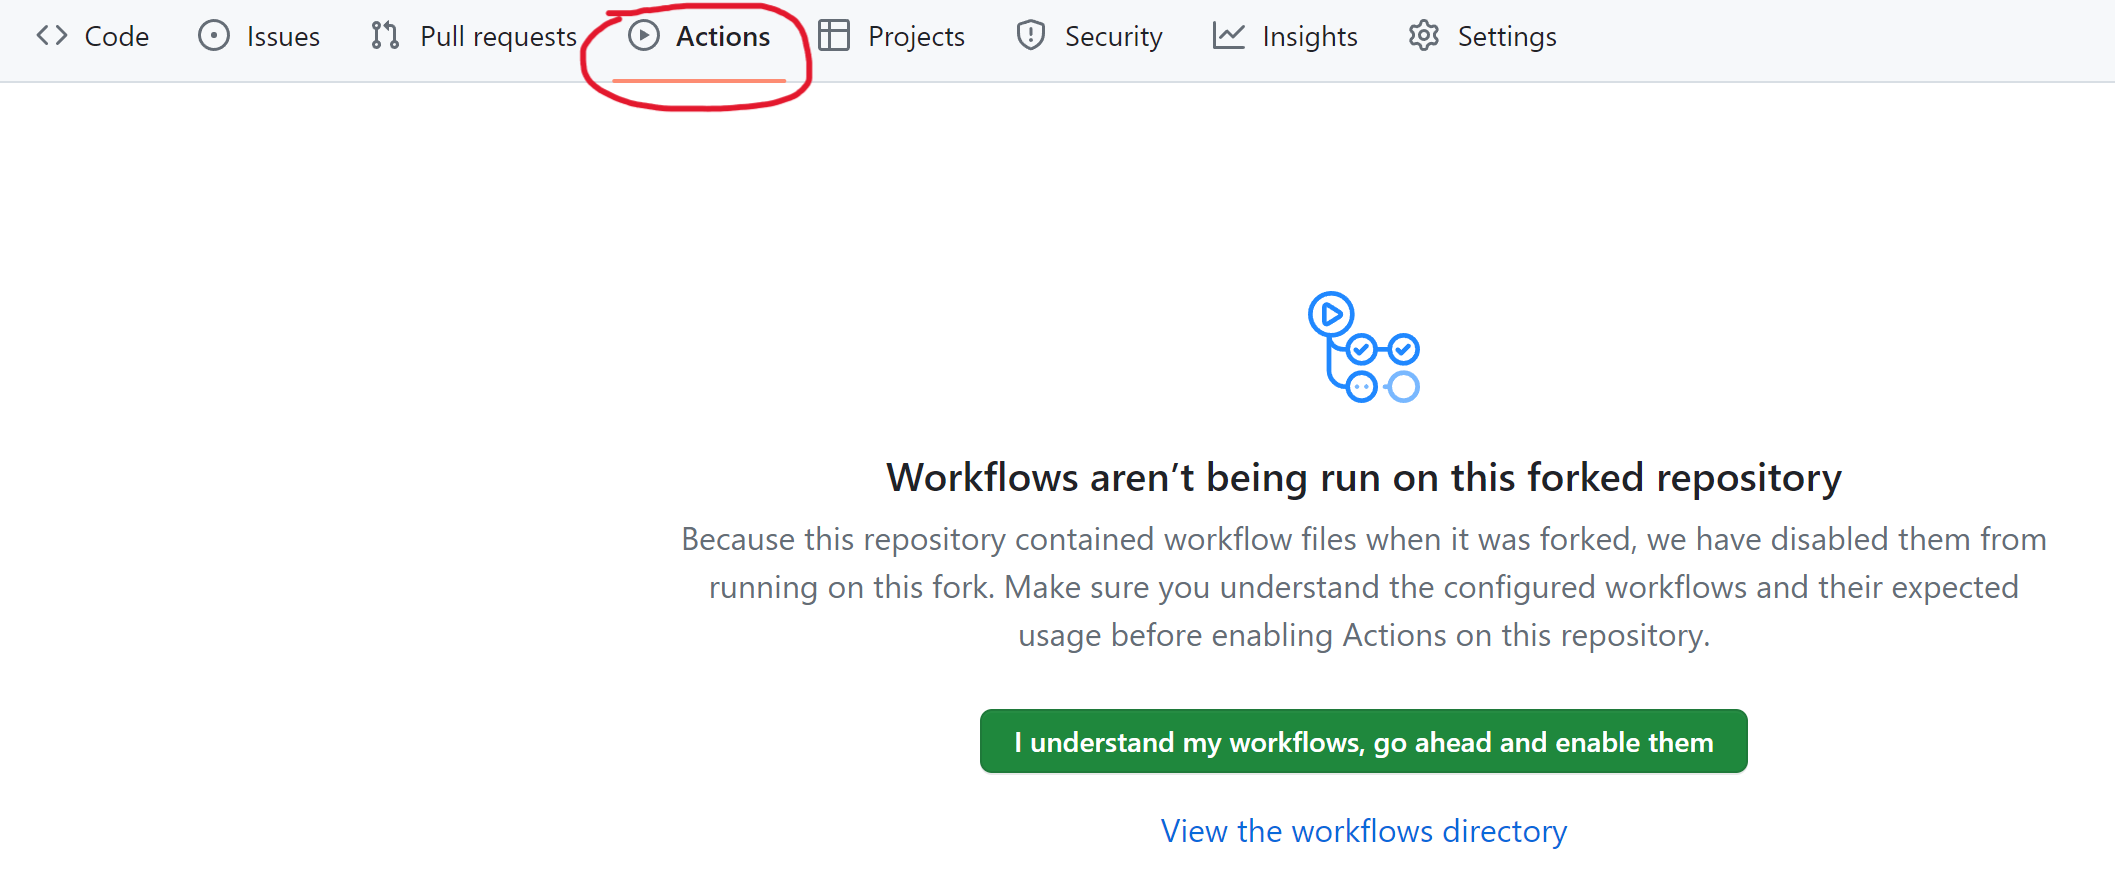 Code Issues Pull requests Actions Projects Security Insights Settings
Workflows aren’t being run on this forked repository
Because this repository contained workflow files when it was forked, we have disabled them from
running on this fork. Make sure you understand the configured workflows and their expected
usage before enabling Actions on this repository.
I understand my workflows, go ahead and enable them
View the workflows directory